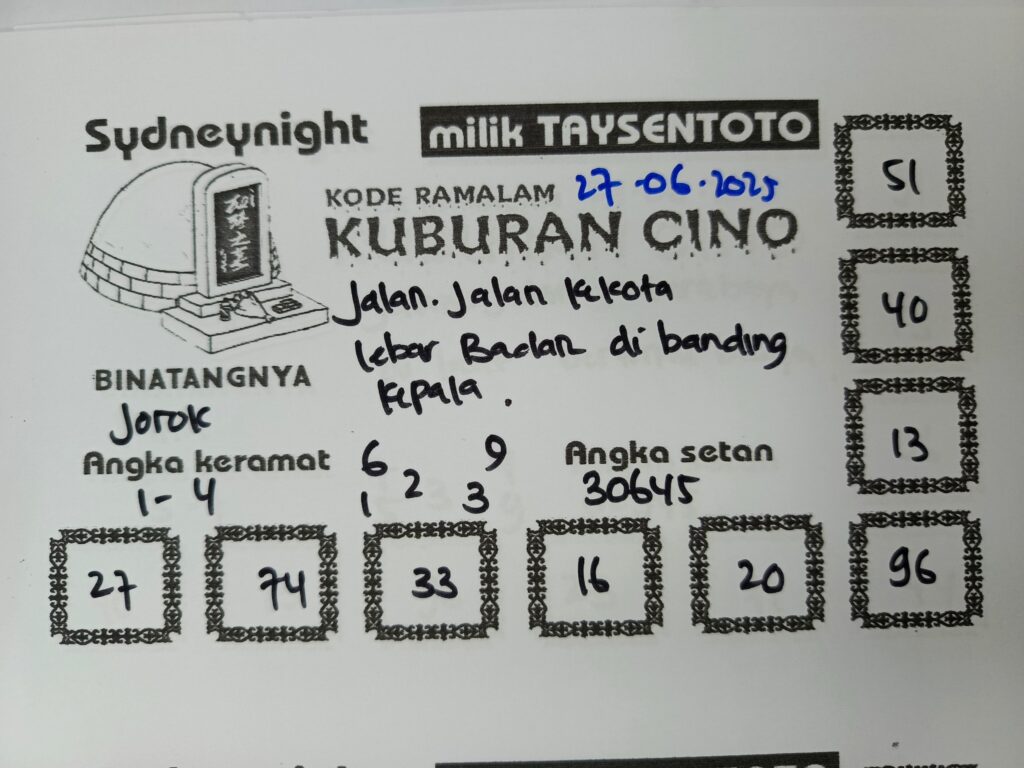 Sydneynight
milik TAYSENTOTO
KODE RAMALAM 27-06-2025
KUBURAN CINO
Jalan. Jalan kekota
lebar Badan di banding
kepala.
BINATANGNYA
Jorok
Angka keramat
1-4
6 9
2
1 3
Angka setan
30645
51
40
13
96
27 74 33 16 20